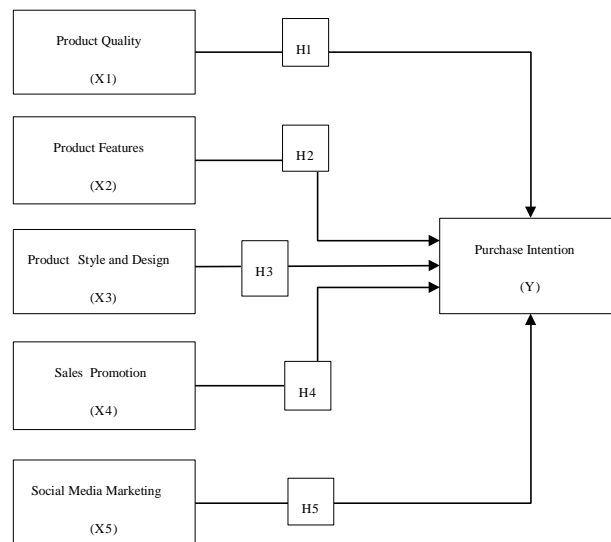 Product Quality
(X1)
H1
Product Features
(X2)
H2
Product Style and Design
(X3)
H3
Sales Promotion
(X4)
H4
Social Media Marketing
(X5)
H5
Purchase Intention
(Y)